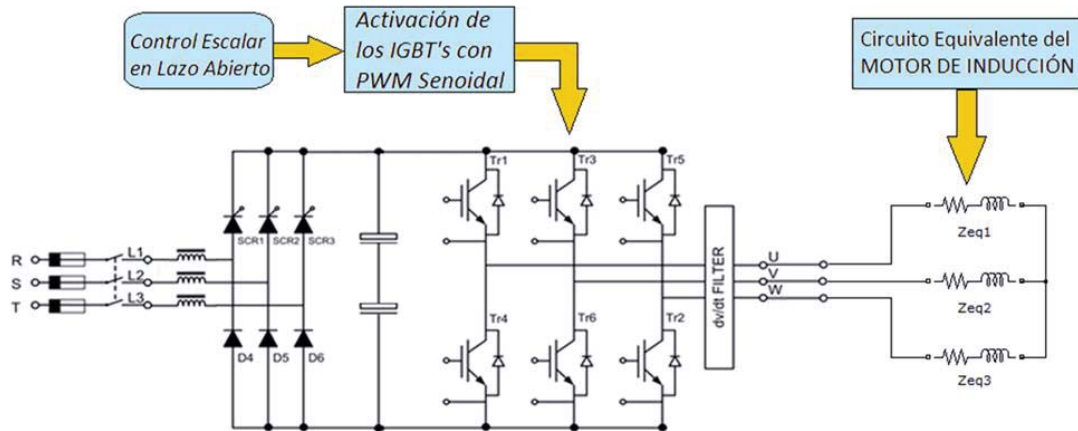 Control Escalar
en Lazo Abierto
Activación de
los IGBT's con
PWM Senoidal
Circuito Equivalente del
MOTOR DE INDUCCIÓN
Tr1
Tr3
Tr5
SCR1
SCR2
SCR3
R
S
T
L1
L2
L3
D4
D5
D6
Tr4
Tr6
Tr2
dv/dt FILTER
U
V
W
Zeq1
Zeq2
Zeq3